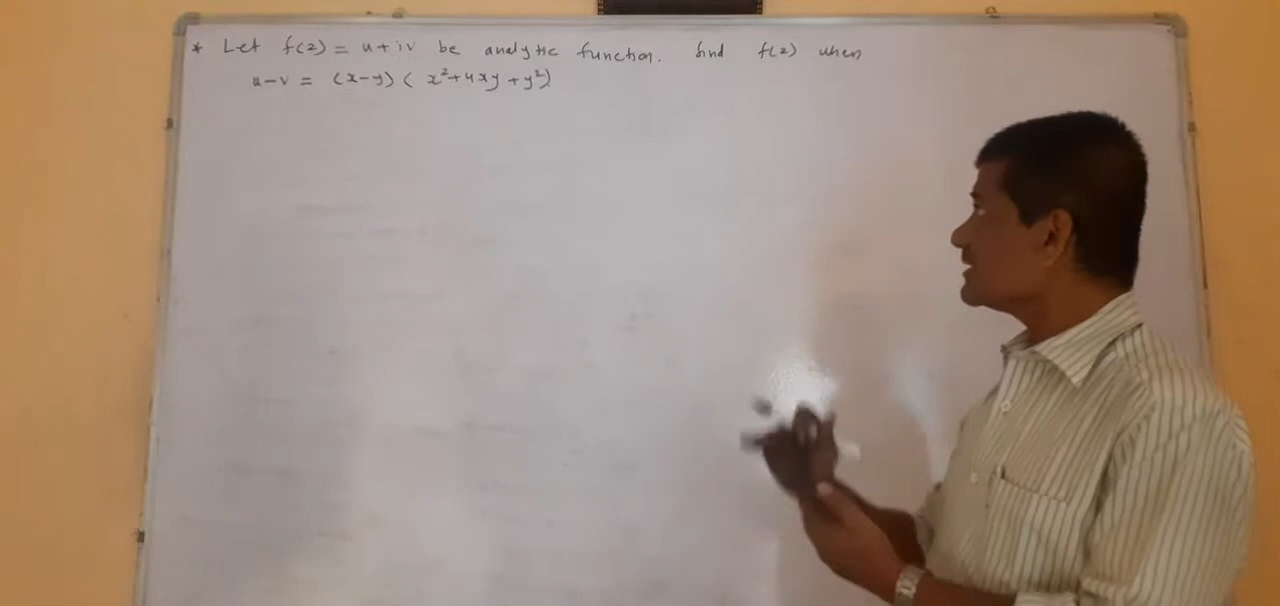 * Let f(z) = u+iv be analytic function. find f(z) when
u-v = (x-y) (x²+4xy+y²)